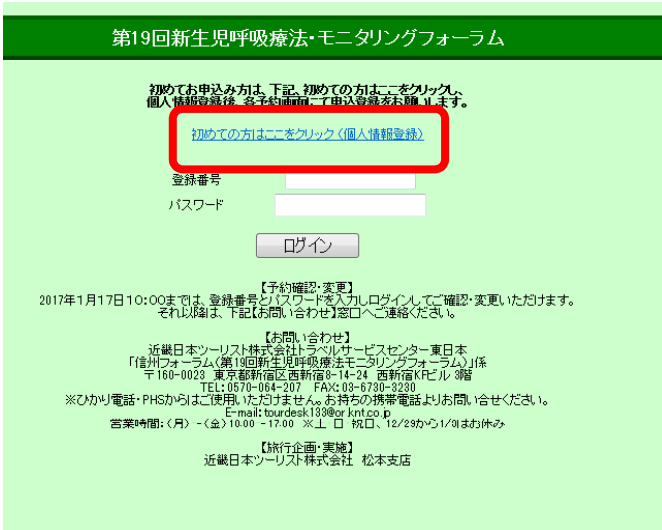 第19回新生児呼吸療法・モニタリングフォーラム
初めてお申込み方は、下記、初めての方はここをクリックし、
個人情報登録後、各予約画面にて申込登録をお願いします。
初めての方はここをクリック（個人情報登録）
登録番号
パスワード
ログイン
【予約確認・変更】
2017年1月17日10:00までは、登録番号とパスワードを入力しログインしてご確認・変更いただけます。
それ以降は、下記【お問い合わせ】窓口へご連絡ください。
【お問い合わせ】
近畿日本ツーリスト株式会社トラベルサービスセンター東日本
「信州フォーラム（第19回新生児呼吸療法モニタリングフォーラム）」係
〒160-0023 東京都新宿区西新宿8-14-24 西新宿KFビル 3階
TEL:0570-064-207 FAX:03-6730-3230
※ひかり電話・PHSからはご使用いただけません。お持ちの携帯電話よりお問い合せください。
E-mail:tourdesk133@or.knt.co.jp
営業時間：（月）-（金）10:00 -17:00 ※土 日 祝日、12/29から1/3はお休み
【旅行企画・実施】
近畿日本ツーリスト株式会社 松本支店